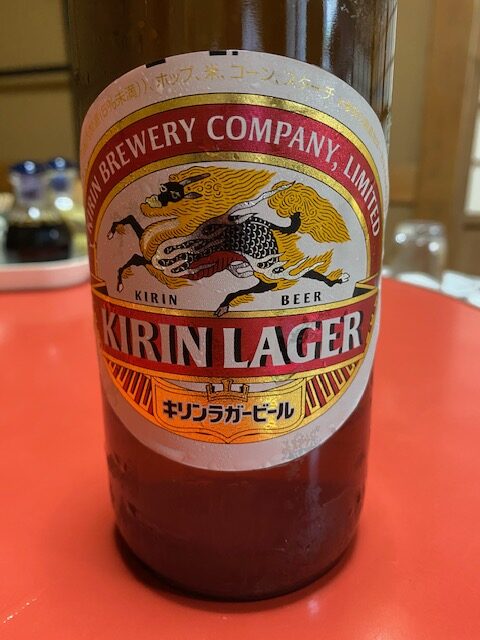 ホップ、米、コーン、スターチ
KIRIN BREWERY COMPANY, LIMITED
KIRIN BEER
KIRIN LAGER
キリンラガービール